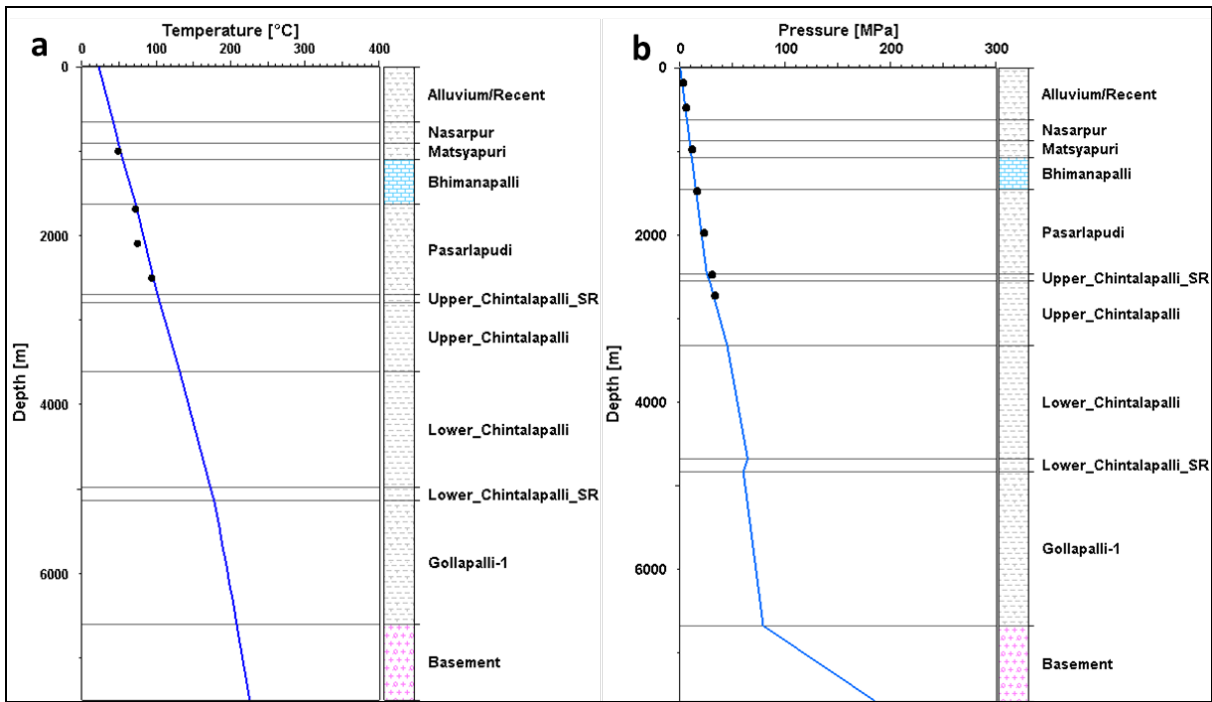 a
Temperature [°C]
0 100 200 300 400
0
2000
4000
6000
Depth [m]
Alluvium/Recent
Nasarpur
Matsyapuri
Bhimanapalli
Pasarlapudi
Upper_Chintalapalli_SR
Upper_Chintalapalli
Lower_Chintalapalli
Lower_Chintalapalli_SR
Gollapalli-1
Basement
b
Pressure [MPa]
0 100 200 300
0
2000
4000
6000
Depth [m]
Alluvium/Recent
Nasarpur
Matsyapuri
Bhimanapalli
Pasarlapudi
Upper_Chintalapalli_SR
Upper_Chintalapalli
Lower_Chintalapalli
Lower_Chintalapalli_SR
Gollapalli-1
Basement